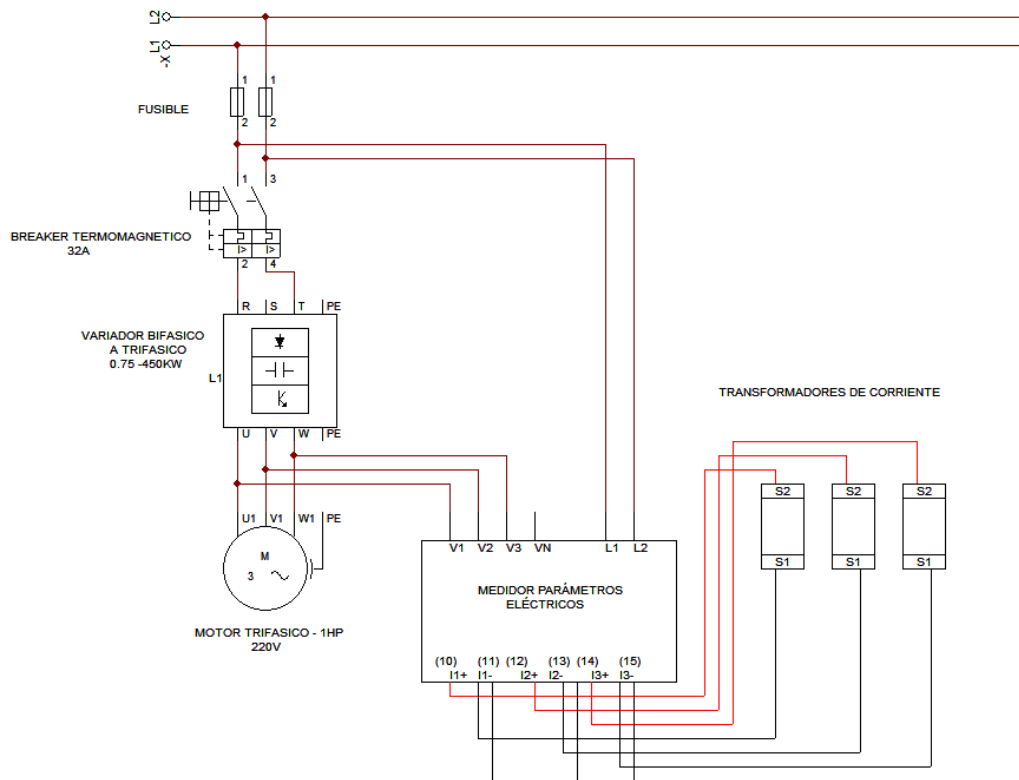 L2
L1
-X
1 1
FUSIBLE
2 2
1 3
BREAKER TERMOMAGNETICO
32A
I> I>
2 4
R S T PE
VARIADOR BIFASICO
A TRIFASICO
0.75 -450KW
L1
U V W PE
TRANSFORMADORES DE CORRIENTE
S2 S2 S2
S1 S1 S1
U1 V1 W1 PE
M
3
MOTOR TRIFASICO - 1HP
220V
V1 V2 V3 VN L1 L2
MEDIDOR PARÁMETROS
ELÉCTRICOS
(10) (11) (12) (13) (14) (15)
I1+ I1- I2+ I2- I3+ I3-